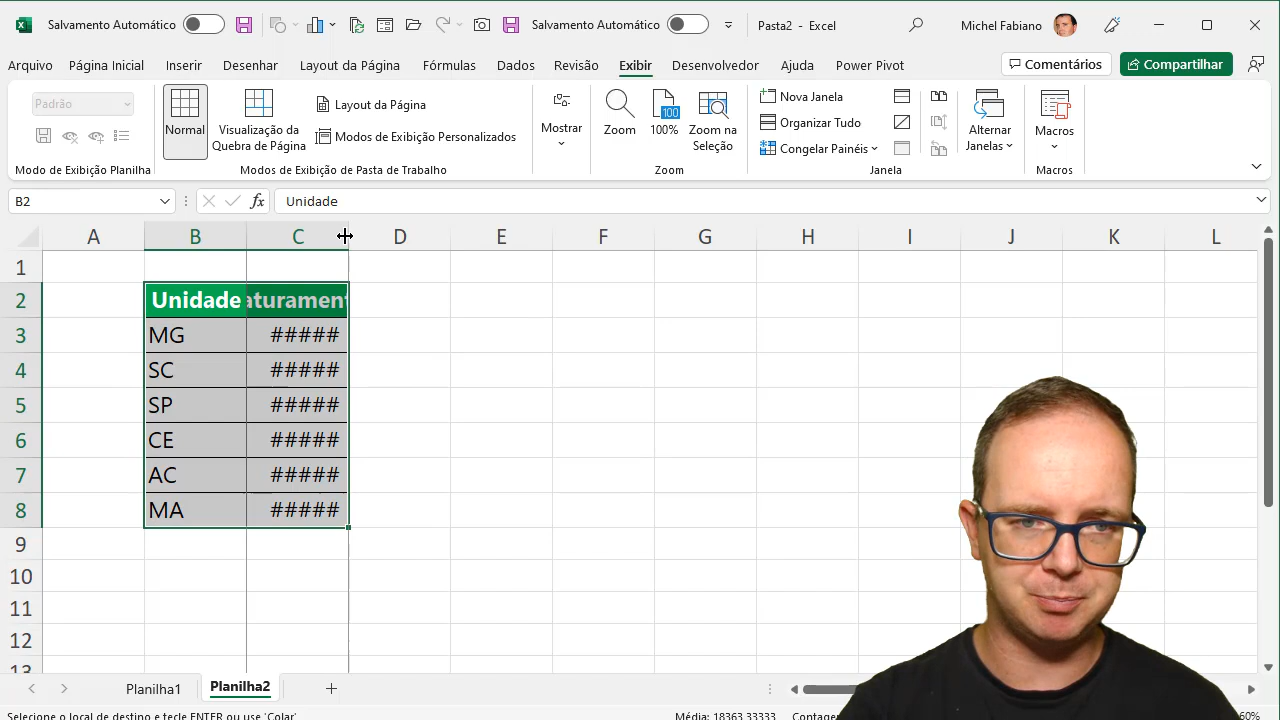 Salvamento Automático
Salvamento Automático
Pasta2 - Excel
Michel Fabiano
Arquivo
Página Inicial
Inserir
Desenhar
Layout da Página
Fórmulas
Dados
Revisão
Exibir
Desenvolvedor
Ajuda
Power Pivot
Comentários
Compartilhar
Padrão
Normal
Visualização da
Quebra de Página
Layout da Página
Modos de Exibição Personalizados
Mostrar
Zoom
100
100%
Zoom na
Seleção
Nova Janela
Organizar Tudo
Congelar Painéis
Alternar
Janelas
Macros
Modo de Exibição Planilha
Modos de Exibição de Pasta de Trabalho
Zoom
Janela
Macros
B2
fx
Unidade
A B C D E F G H I J K L
1
2 Unidade aturament
3 MG #####
4 SC #####
5 SP #####
6 CE #####
7 AC #####
8 MA #####
9
10
11
12
13
Planilha1
Planilha2
Selecione o local de destino e tecle ENTER ou use 'Colar'
Média: 18363,33333
Contagem
60%